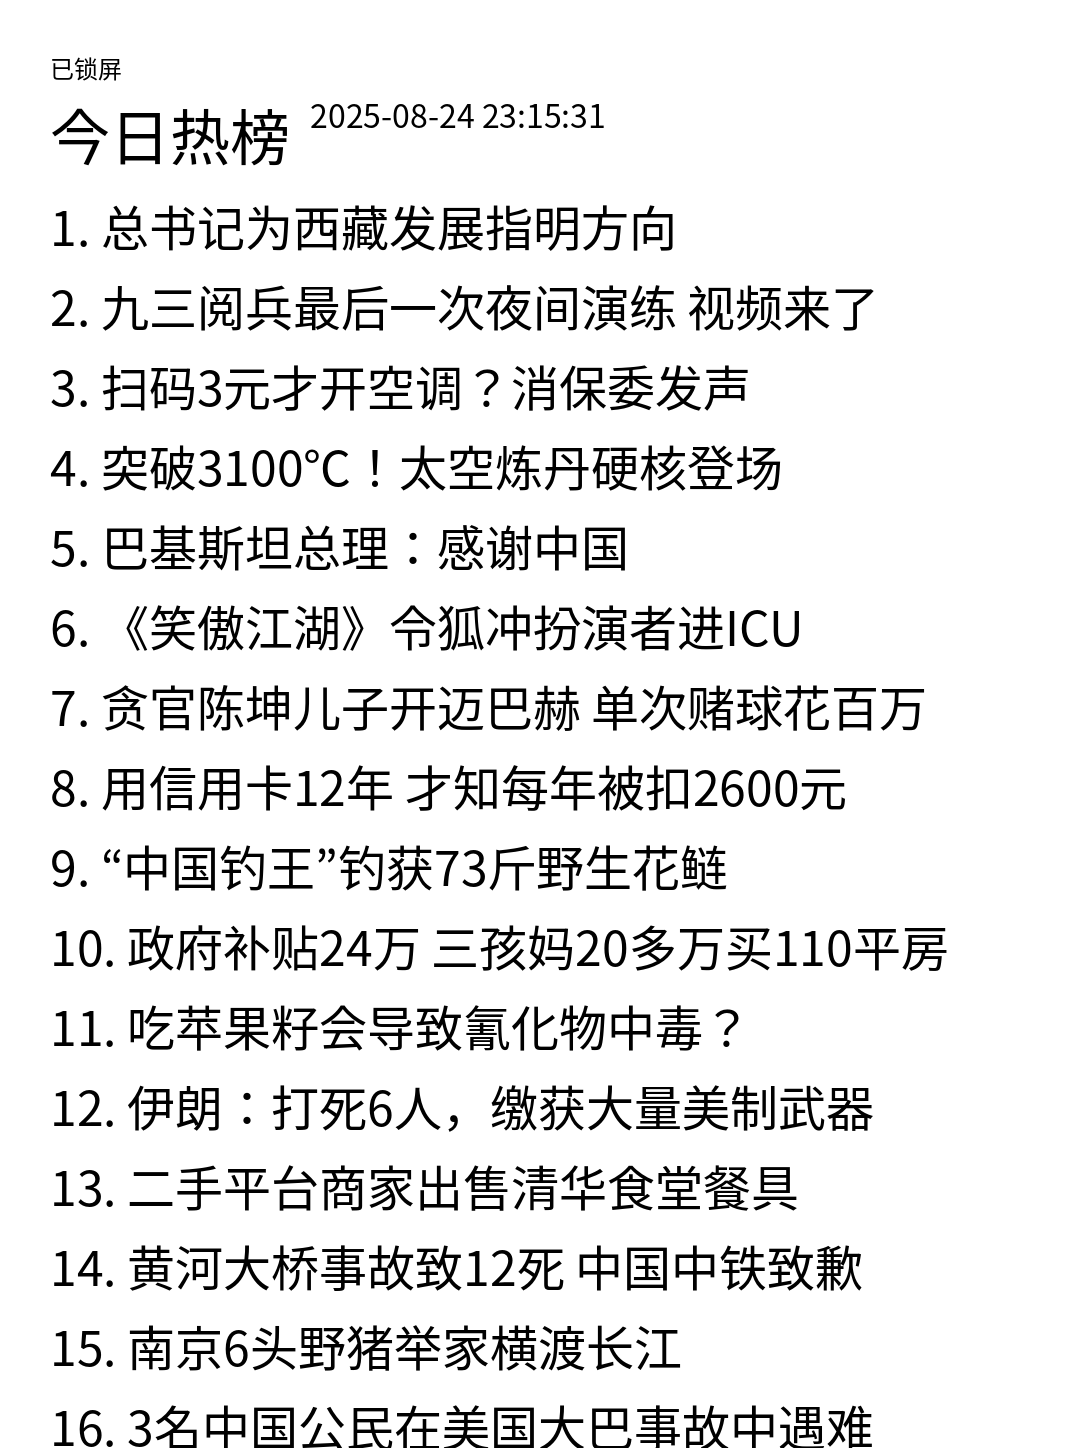 已锁屏
今日热榜 2025-08-24 23:15:31
1. 总书记为西藏发展指明方向
2. 九三阅兵最后一次夜间演练 视频来了
3. 扫码3元才开空调？消保委发声
4. 突破3100℃！太空炼丹硬核登场
5. 巴基斯坦总理：感谢中国
6. 《笑傲江湖》令狐冲扮演者进ICU
7. 贪官陈坤儿子开迈巴赫 单次赌球花百万
8. 用信用卡12年 才知每年被扣2600元
9. “中国钓王”钓获73斤野生花鲢
10. 政府补贴24万 三孩妈20多万买110平房
11. 吃苹果籽会导致氰化物中毒？
12. 伊朗：打死6人，缴获大量美制武器
13. 二手平台商家出售清华食堂餐具
14. 黄河大桥事故致12死 中国中铁致歉
15. 南京6头野猪举家横渡长江
16. 3名中国公民在美国大巴事故中遇难